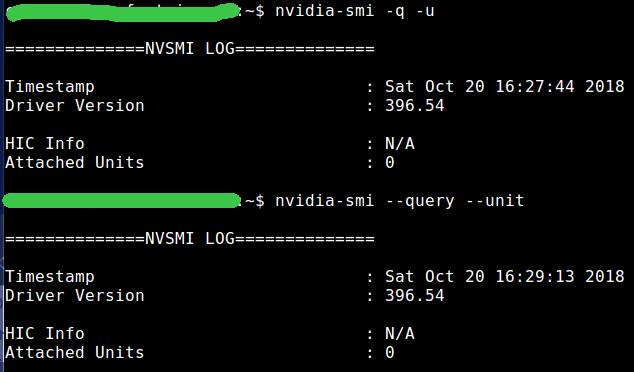 :~$ nvidia-smi -q -u
==============NVSMI LOG==============
Timestamp : Sat Oct 20 16:27:44 2018
Driver Version : 396.54
HIC Info : N/A
Attached Units : 0
:~$ nvidia-smi --query --unit
==============NVSMI LOG==============
Timestamp : Sat Oct 20 16:29:13 2018
Driver Version : 396.54
HIC Info : N/A
Attached Units : 0